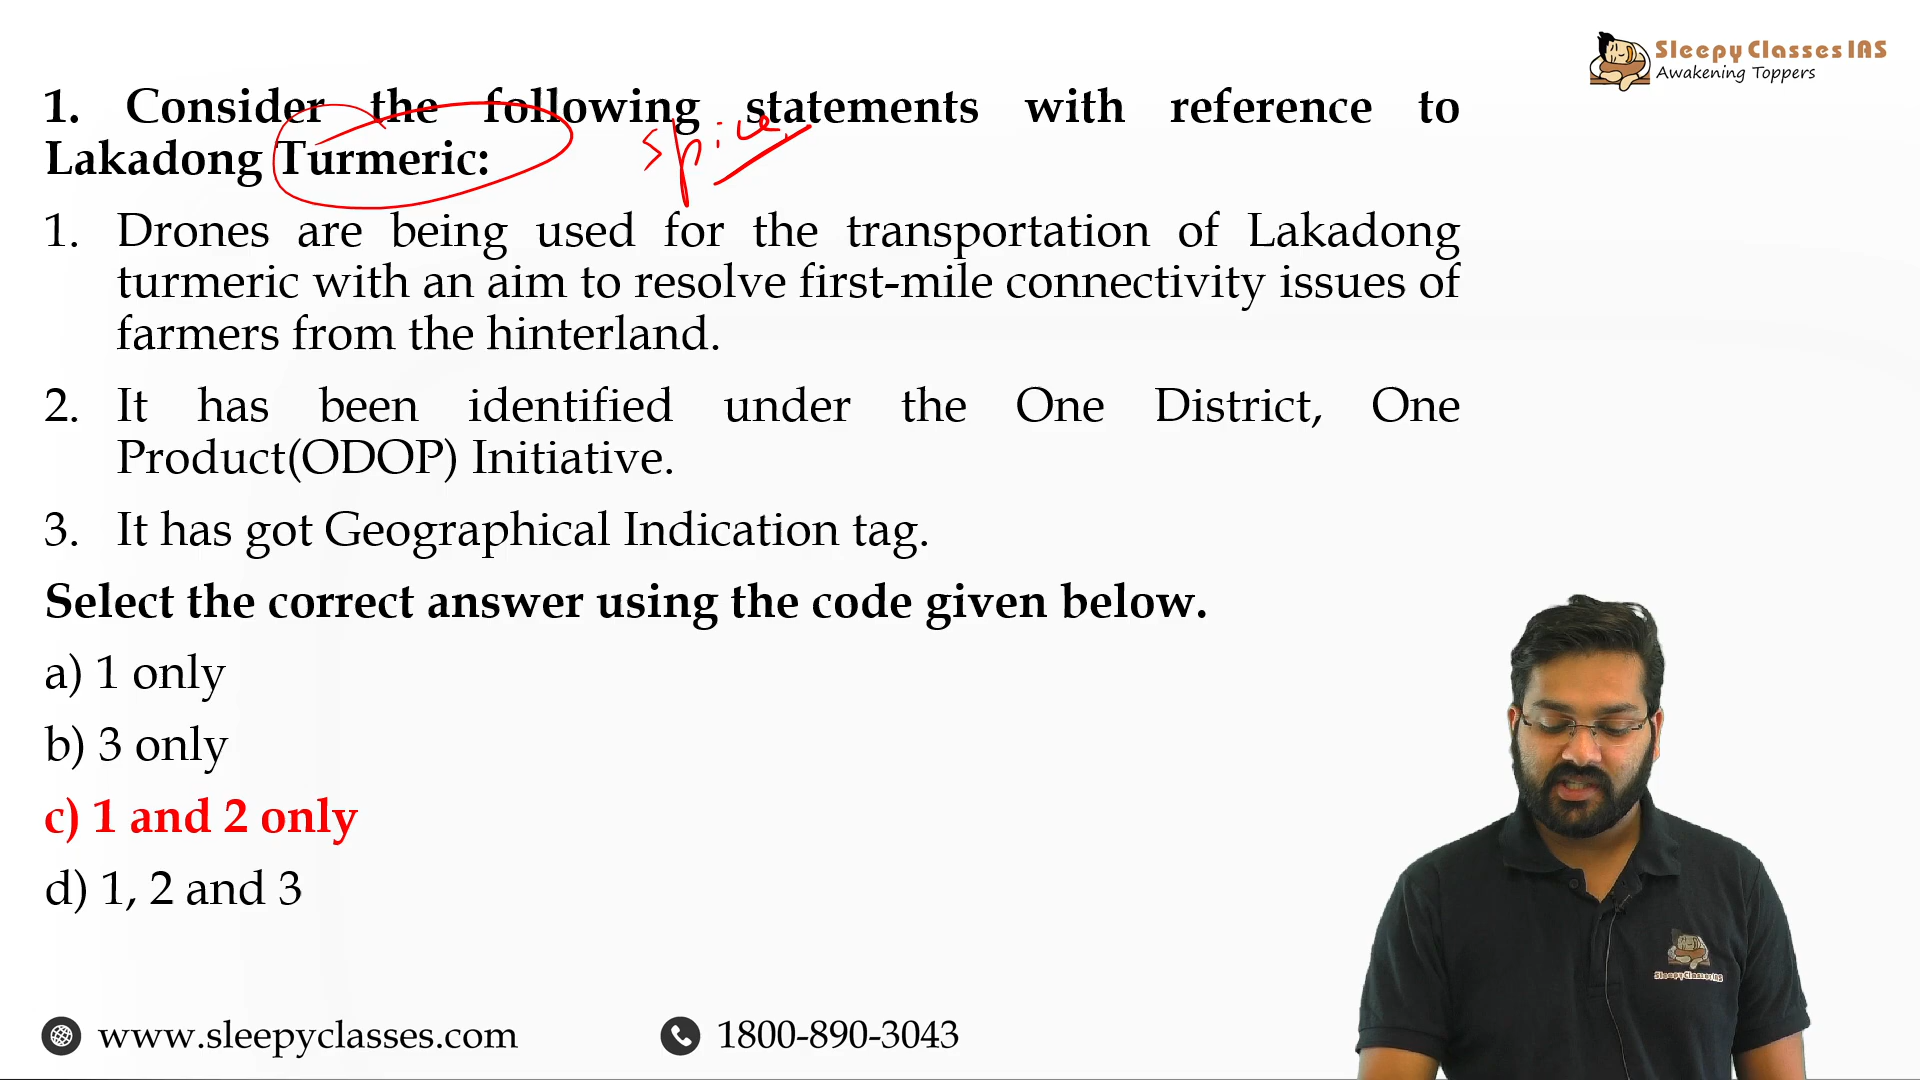 Sleepy Classes IAS
Awakening Toppers
1. Consider the following statements with reference to
Lakadong Turmeric:
spice
1. Drones are being used for the transportation of Lakadong
turmeric with an aim to resolve first-mile connectivity issues of
farmers from the hinterland.
2. It has been identified under the One District, One
Product(ODOP) Initiative.
3. It has got Geographical Indication tag.
Select the correct answer using the code given below.
a) 1 only
b) 3 only
c) 1 and 2 only
d) 1, 2 and 3
Sleepy Classes IAS
www.sleepyclasses.com
1800-890-3043